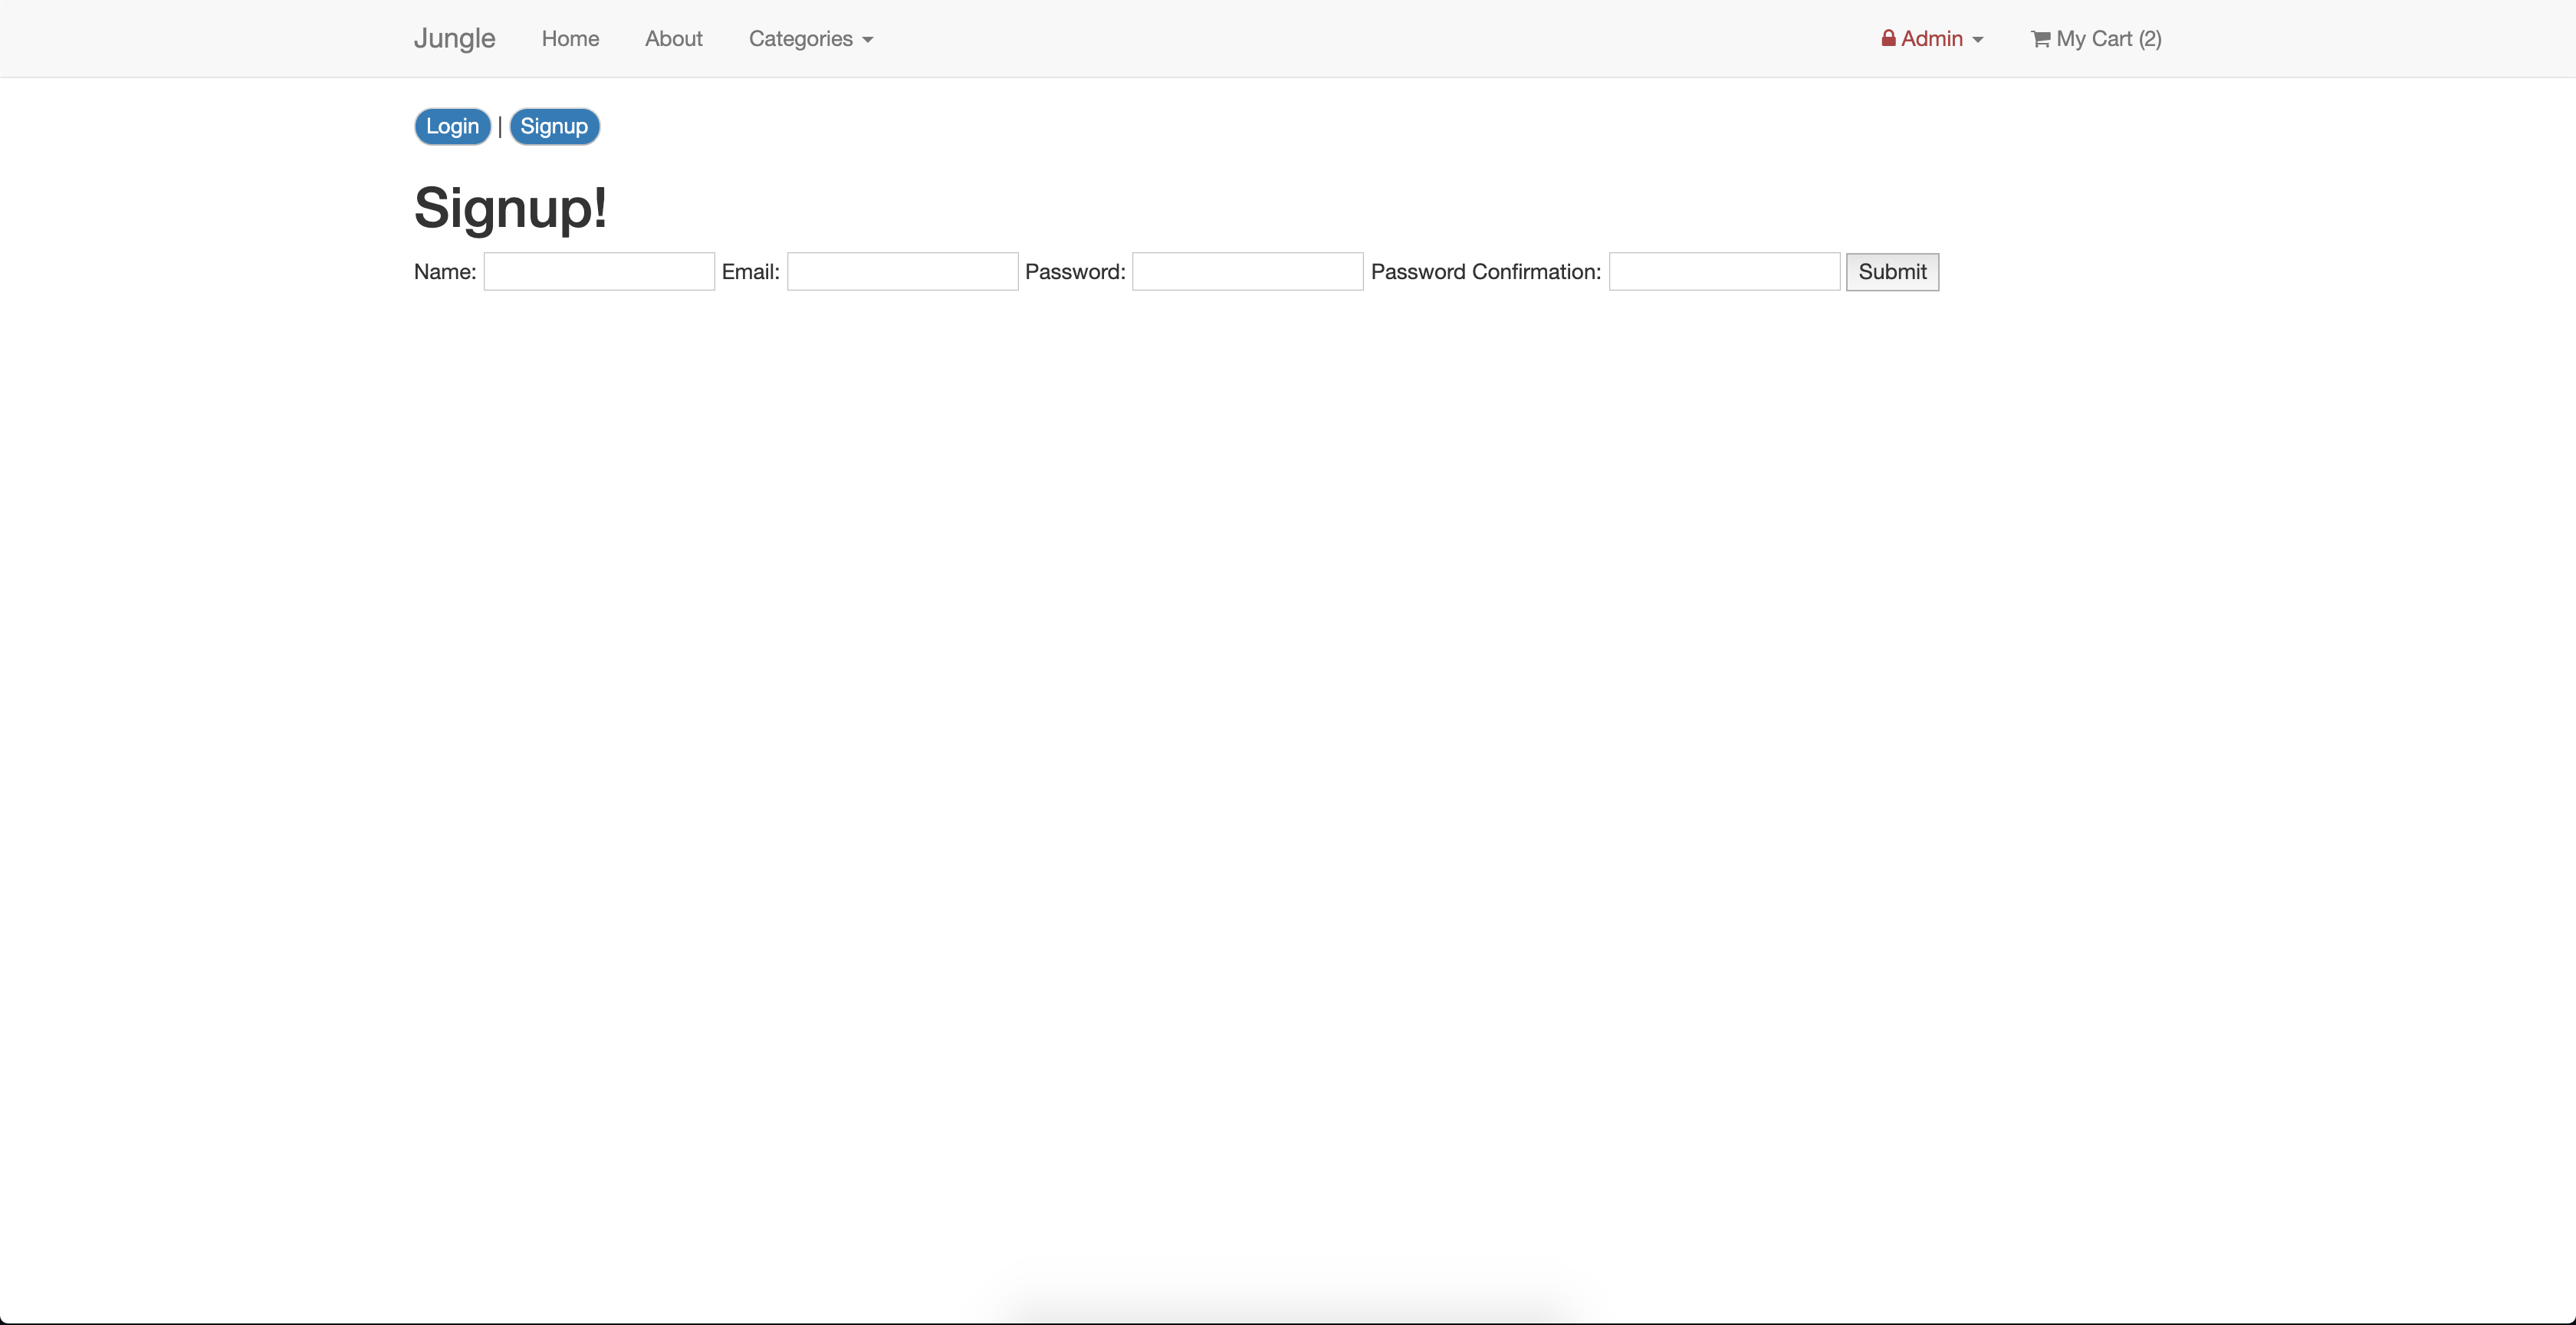 Jungle Home About Categories Admin My Cart (2)
Login | Signup
Signup!
Name: Email: Password: Password Confirmation: Submit